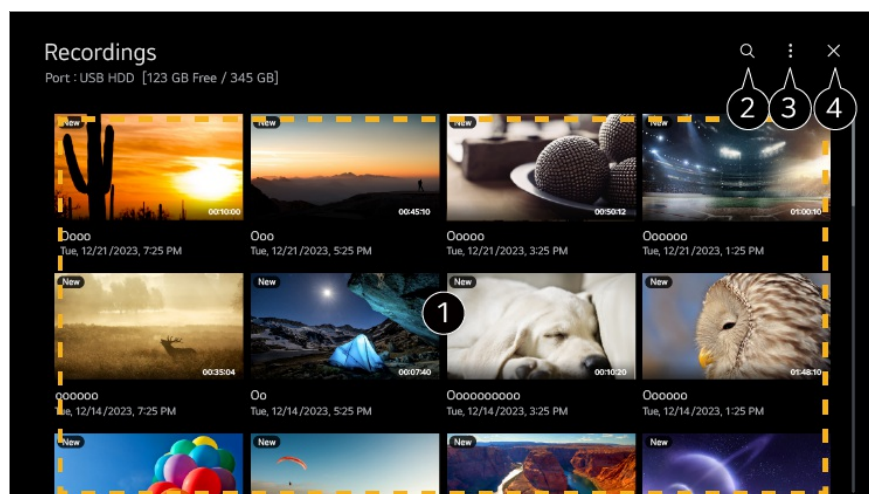 Recordings
Port : USB HDD [123 GB Free / 345 GB]
2 3 4
New New New New
00:10:00 00:45:10 00:50:12 01:00:10
Oooo Ooo Ooooo Oooooo
Tue, 12/21/2023, 7:25 PM Tue, 12/21/2023, 5:25 PM Tue, 12/21/2023, 3:25 PM Tue, 12/21/2023, 1:25 PM
New New New New
1
00:35:04 00:07:40 00:10:20 01:48:10
oooooo Oo Oooooooooo Oooooo
Tue, 12/14/2023, 7:25 PM Tue, 12/14/2023, 5:25 PM Tue, 12/14/2023, 3:25 PM Tue, 12/14/2023, 1:25 PM
New New New New